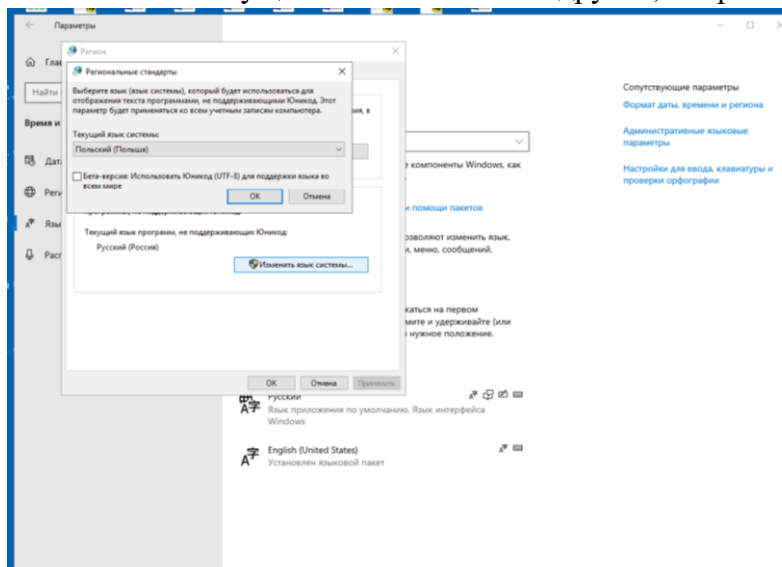 Параметры
Регион
Региональные стандарты
Выберите язык (язык системы), который будет использоваться для
отображения текста программами, не поддерживающими Юникод. Этот
параметр будет применяться ко всем учетным записям компьютера.
Текущий язык системы:
Польский (Польша)
Бета-версия: Использовать Юникод (UTF-8) для поддержки языка во
всем мире
ОК
Отмена
Текущий язык программ, не поддерживающих Юникод:
Русский (Россия)
Изменить язык системы...
ОК
Отмена
Применить
Найти
Время и
компоненты Windows, как
и помощи пакетов
изменить язык,
меню, сообщений,
на первом
и удерживайте (или
нужное положение.
Русский
Язык приложения по умолчанию. Язык интерфейса
Windows
English (United States)
Установлен языковой пакет
Сопутствующие параметры
Формат даты, времени и региона
Административные языковые
параметры
Настройки для ввода, клавиатуры и
проверки орфографии